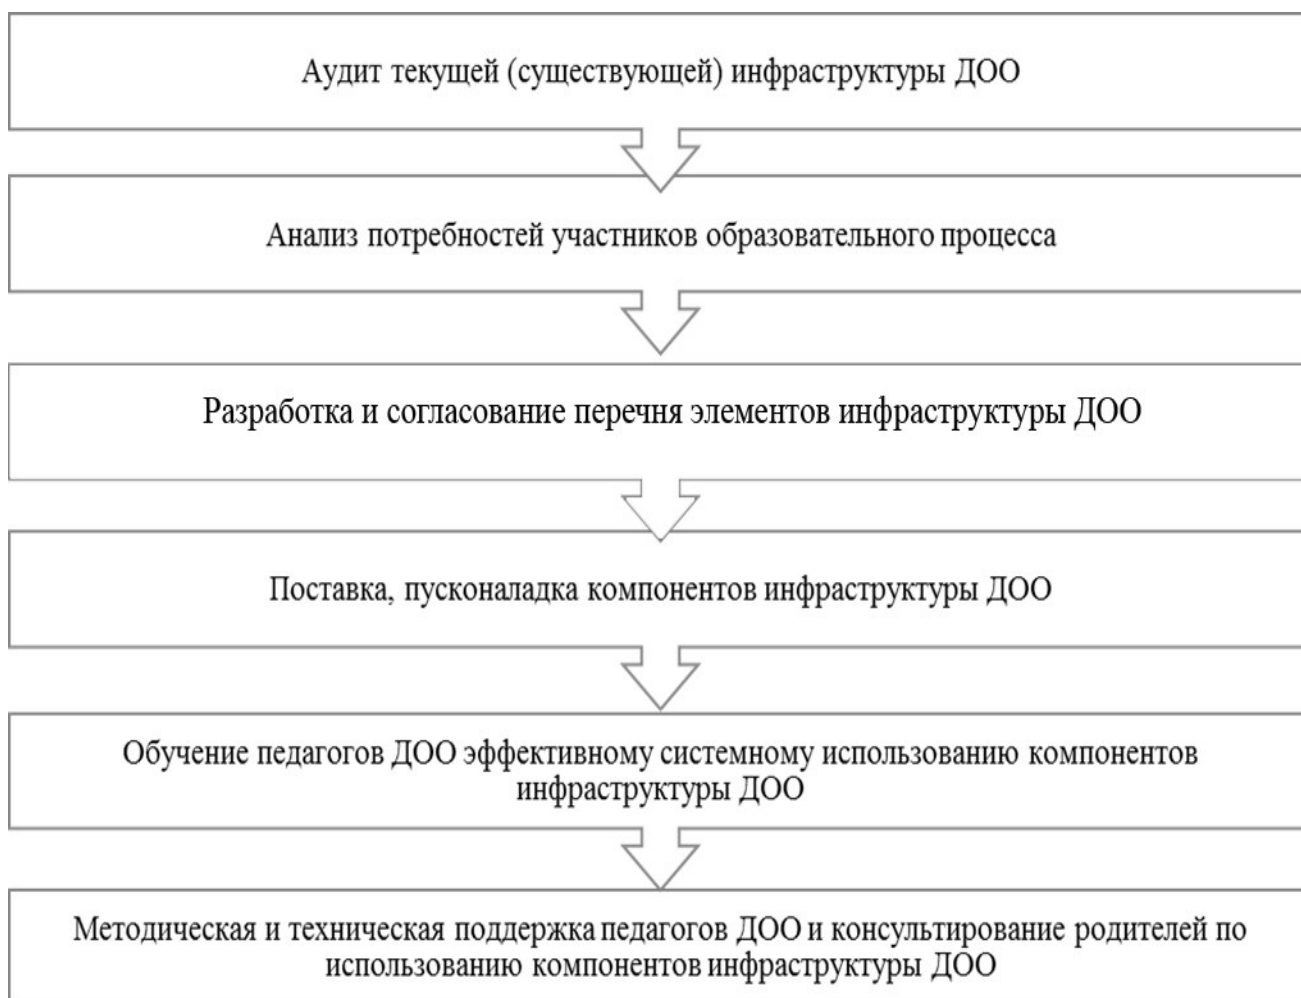 Аудит текущей (существующей) инфраструктуры ДОО
Анализ потребностей участников образовательного процесса
Разработка и согласование перечня элементов инфраструктуры ДОО
Поставка, пусконаладка компонентов инфраструктуры ДОО
Обучение педагогов ДОО эффективному системному использованию компонентов
инфраструктуры ДОО
Методическая и техническая поддержка педагогов ДОО и консультирование родителей по
использованию компонентов инфраструктуры ДОО